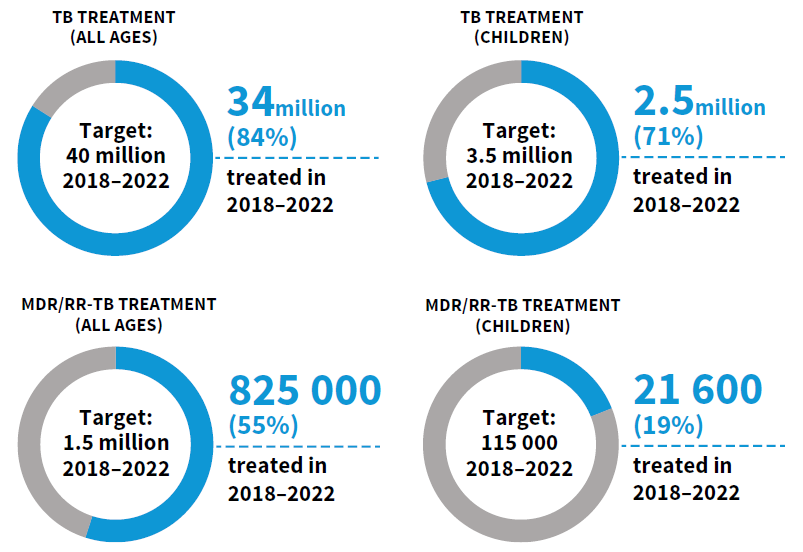 TB TREATMENT
(ALL AGES)
Target:
40 million
2018–2022
34million
(84%)
treated in
2018–2022
TB TREATMENT
(CHILDREN)
Target:
3.5 million
2018–2022
2.5million
(71%)
treated in
2018–2022
MDR/RR-TB TREATMENT
(ALL AGES)
Target:
1.5 million
2018–2022
825 000
(55%)
treated in
2018–2022
MDR/RR-TB TREATMENT
(CHILDREN)
Target:
115 000
2018–2022
21 600
(19%)
treated in
2018–2022